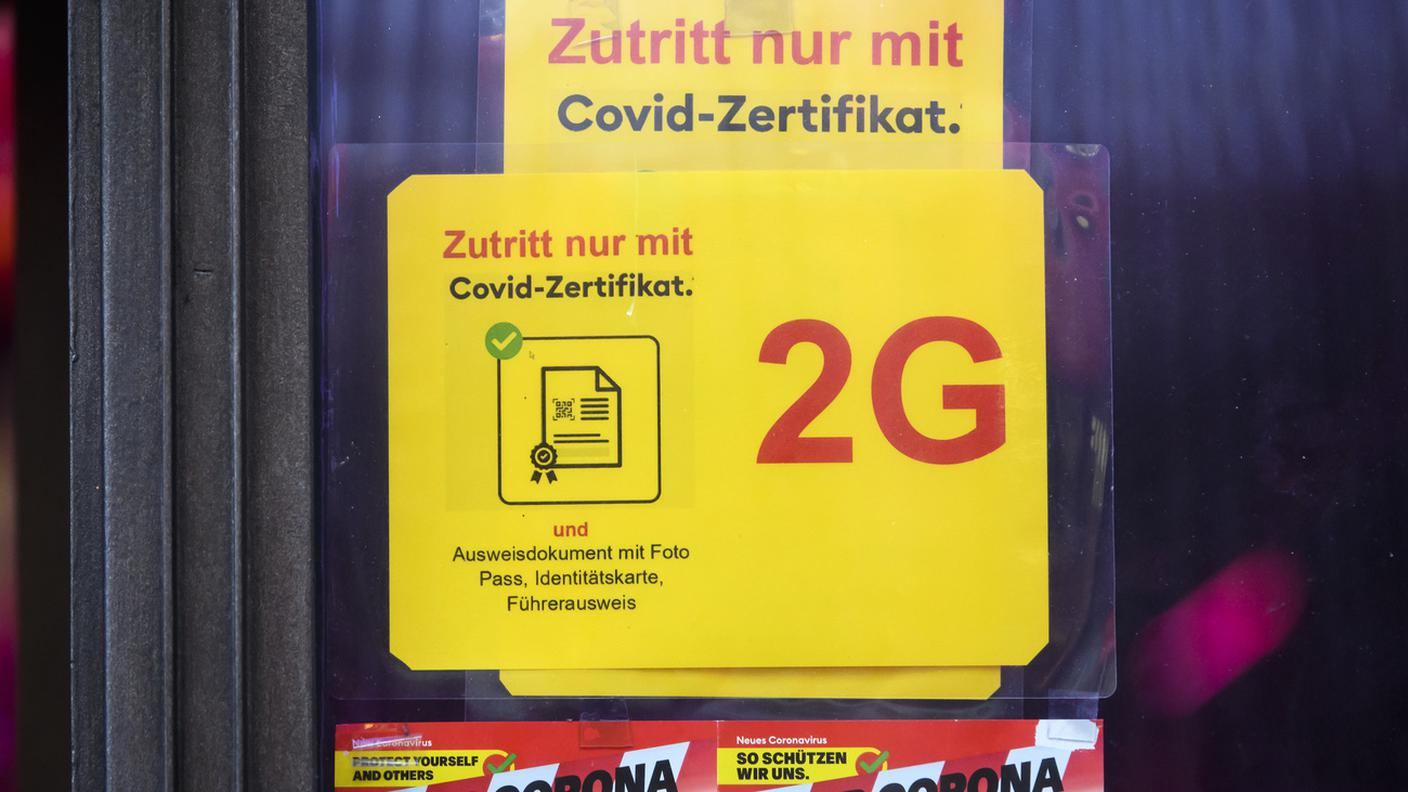 Zutritt nur mit
Covid-Zertifikat.
Zutritt nur mit
Covid-Zertifikat.
2G
und
Ausweisdokument mit Foto
Pass, Identitätskarte,
Führerausweis
Coronavirus
PROTECT YOURSELF
AND OTHERS
CORONA
Neues Coronavirus
SO SCHÜTZEN
WIR UNS.
CORONA